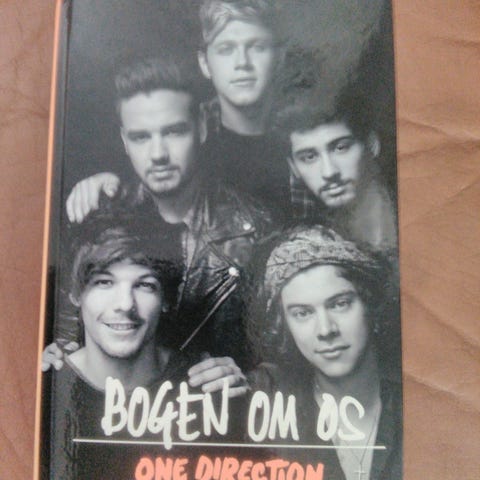 BOGEN OM OS
ONE DIRECTION